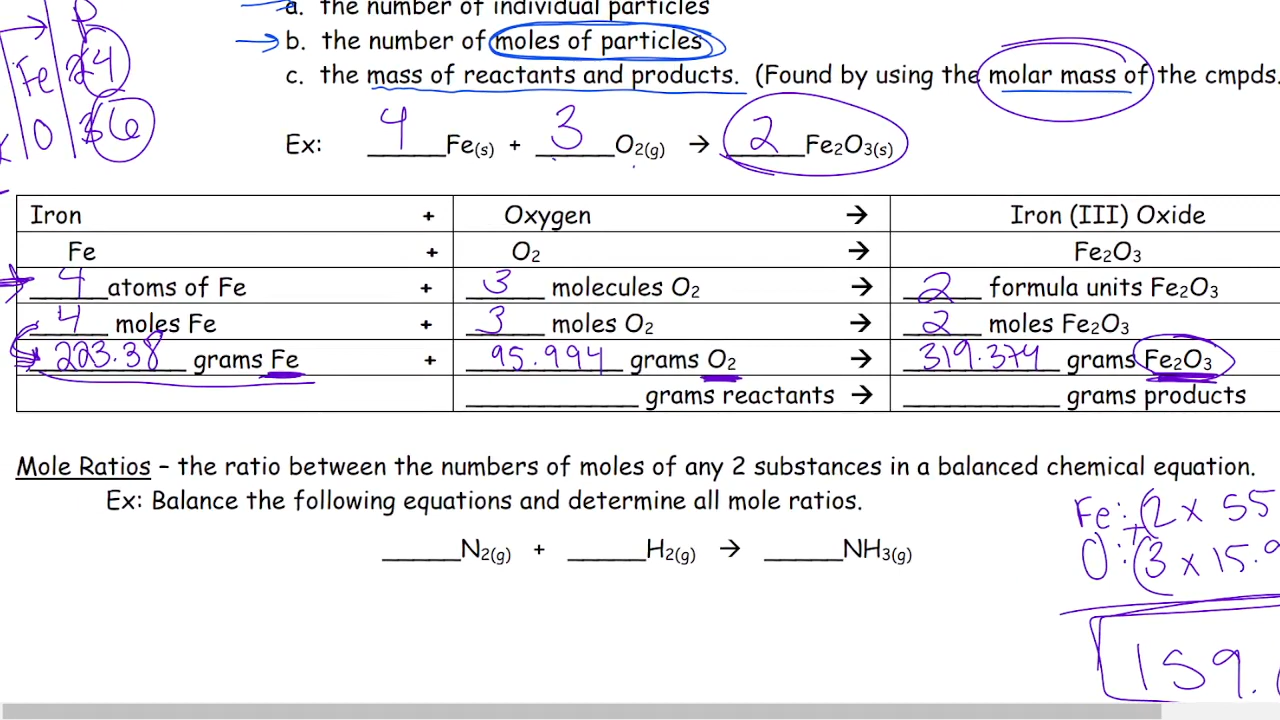 a. the number of individual particles
b. the number of moles of particles
c. the mass of reactants and products. (Found by using the molar mass of the cmpds.
P
Fe 24
O 36
Ex: 4 Fe(s) + 3 O2(g) → 2 Fe2O3(s)
Iron + Oxygen → Iron (III) Oxide
Fe + O2 → Fe2O3
4 atoms of Fe + 3 molecules O2 → 2 formula units Fe2O3
4 moles Fe + 3 moles O2 → 2 moles Fe2O3
223.38 grams Fe + 95.994 grams O2 → 319.374 grams Fe2O3
________ grams reactants → ________ grams products
Mole Ratios – the ratio between the numbers of moles of any 2 substances in a balanced chemical equation.
Ex: Balance the following equations and determine all mole ratios.
______N2(g) + ______H2(g) → ______NH3(g)
Fe: (2 x 55
+
O: (3 x 15.9
159.